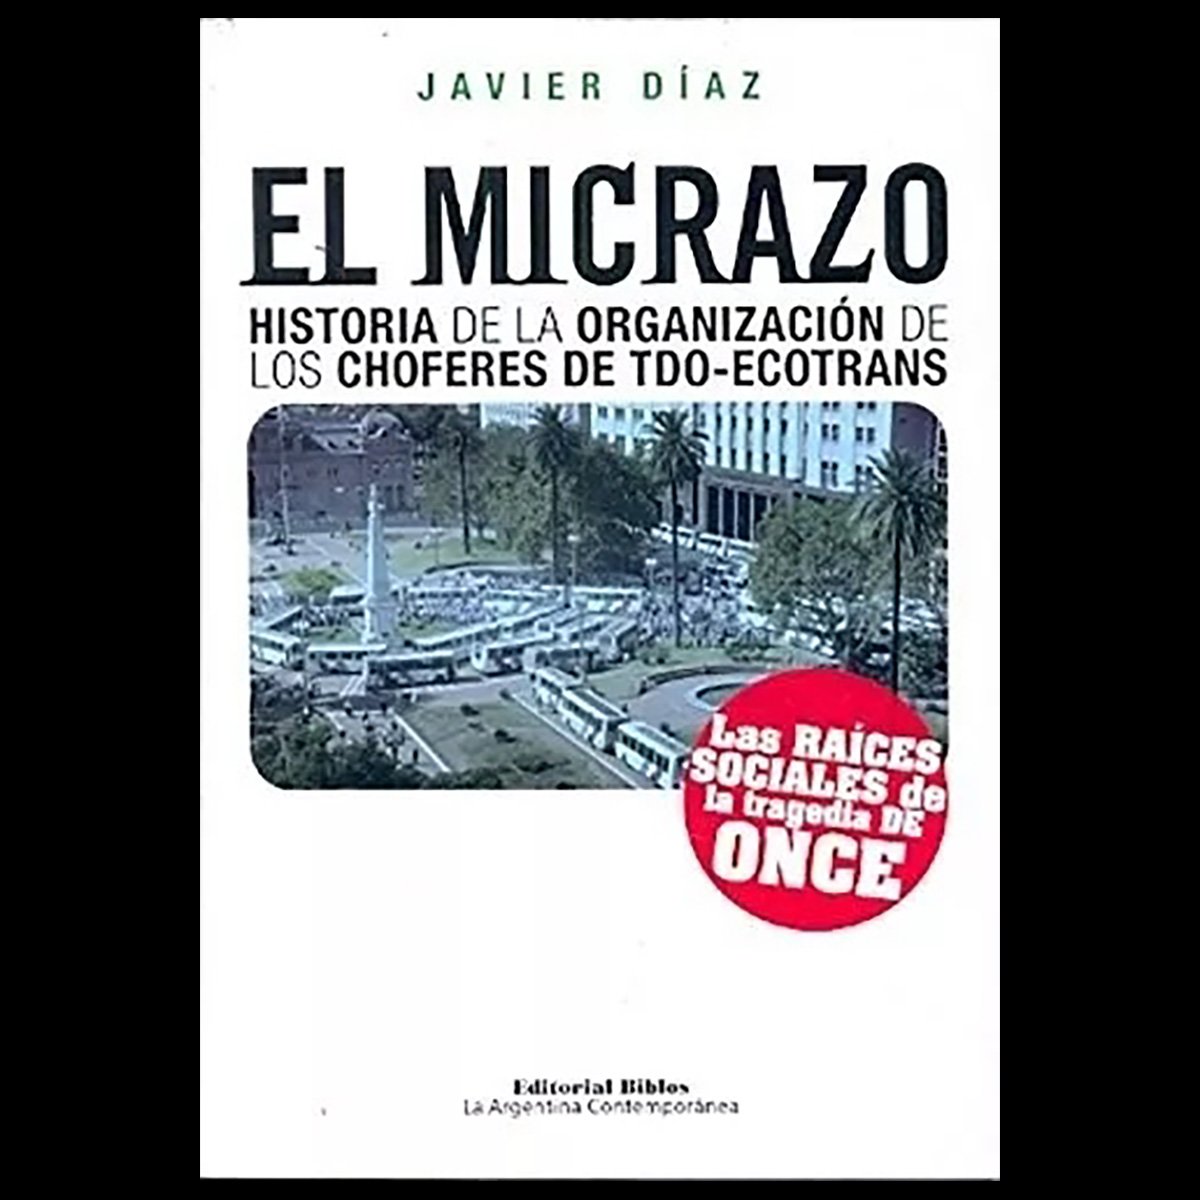 JAVIER DÍAZ
EL MICRAZO
HISTORIA DE LA ORGANIZACIÓN DE
LOS CHOFERES DE TDO-ECOTRANS
Las RAÍCES
SOCIALES de
la tragedia DE
ONCE
Editorial Biblos
La Argentina Contemporánea